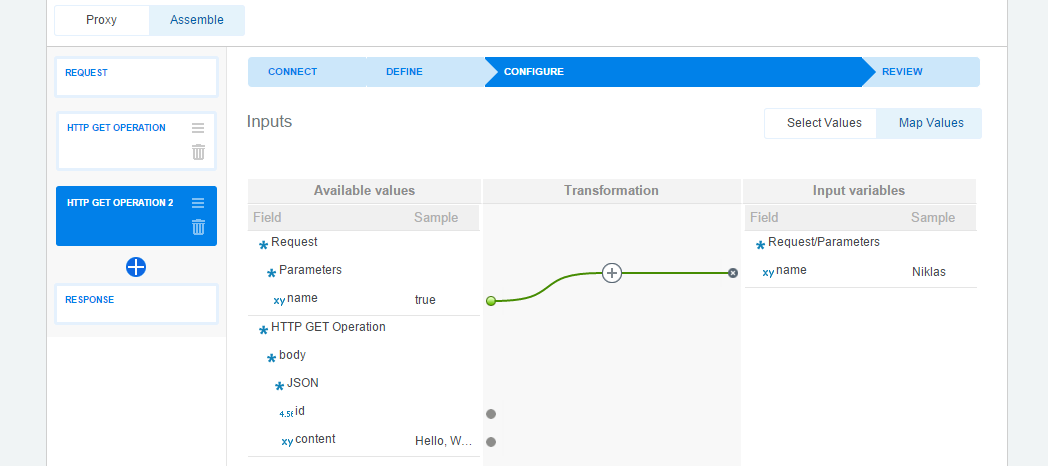 Proxy
Assemble
REQUEST
HTTP GET OPERATION
HTTP GET OPERATION 2
RESPONSE
CONNECT
DEFINE
CONFIGURE
REVIEW
Inputs
Select Values
Map Values
Available values
Transformation
Input variables
Field Sample
Field Sample
* Request
* Request/Parameters
* Parameters
xy name Niklas
xy name true
* HTTP GET Operation
* body
* JSON
4.56 id
xy content Hello, W...